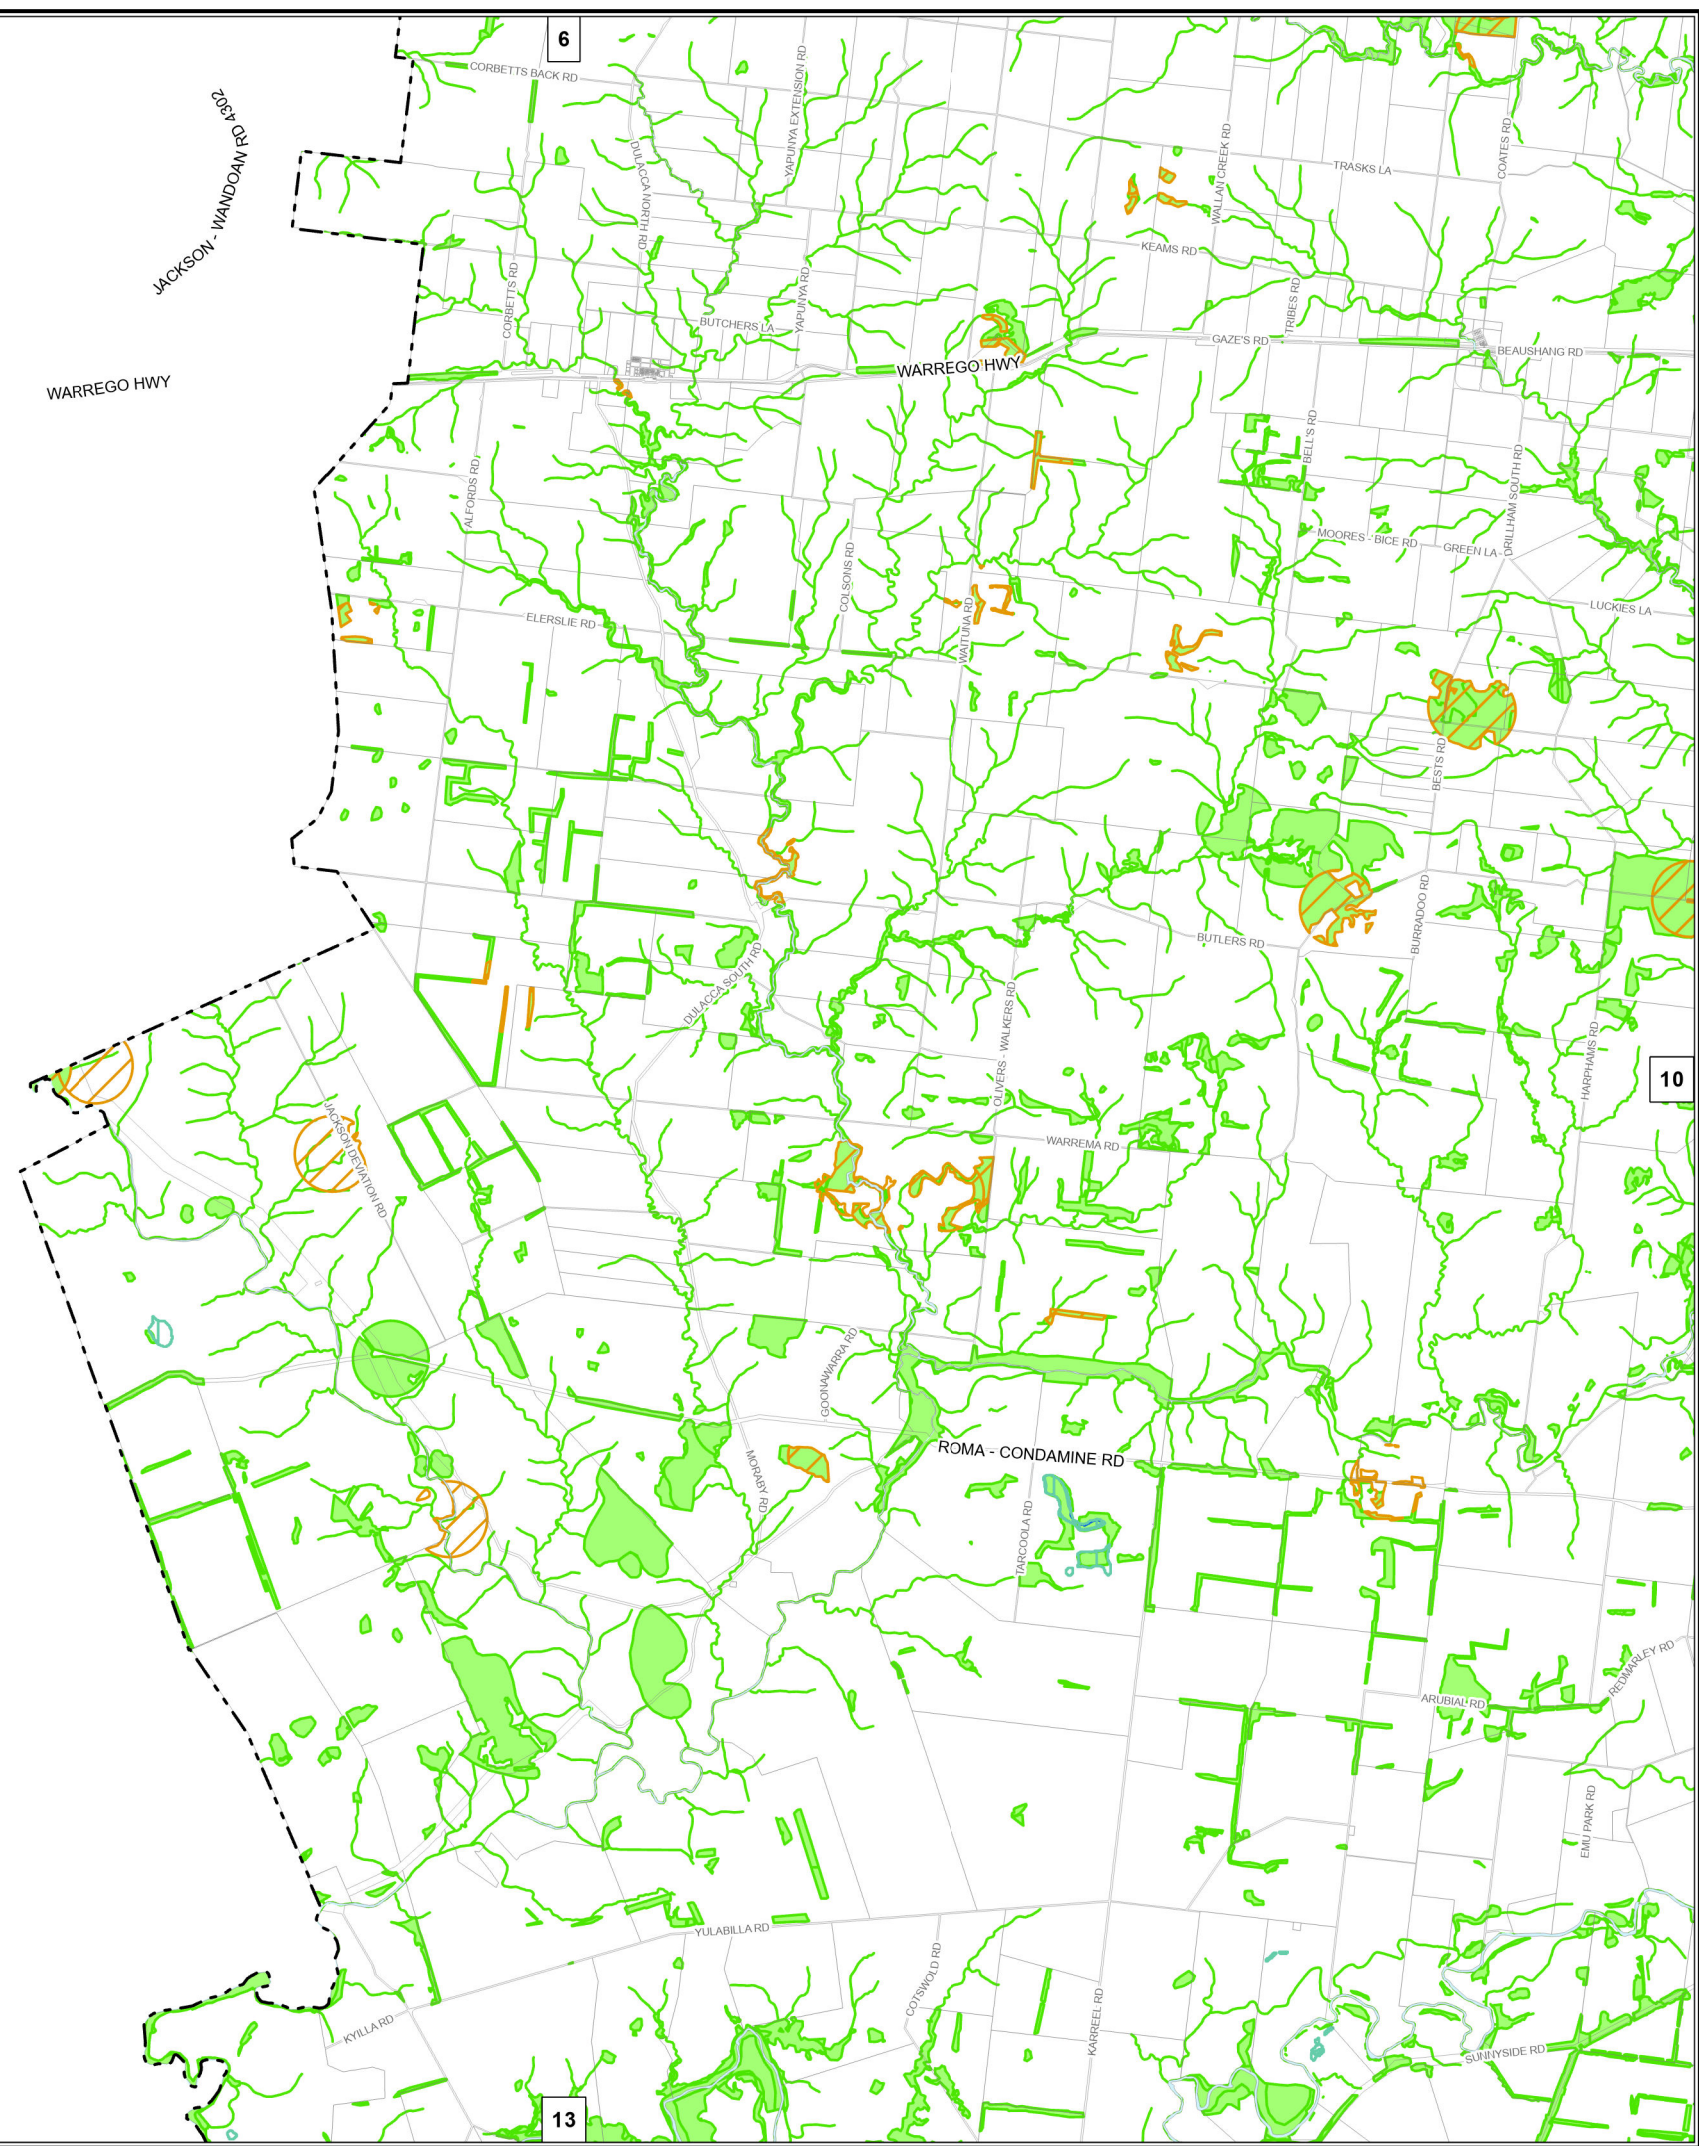 6
CORBETTS BACK RD
YAPUNYA EXTENSION RD
JACKSON - WANDOAN RD 4302
DULACCA NORTH RD
WALLAN CREEK RD
COATES RD
TRASKS LA
KEAMS RD
CORBETTS RD
YAPUNYA RD
TRIBES RD
BUTCHERS LA
GAZE'S RD
BEAUSHANG RD
WARREGO HWY
WARREGO HWY
BELL'S RD
ALFORDS RD
DRILLHAM SOUTH RD
MOORES - BICE RD
GREEN LA
COLSONS RD
LUCKIES LA
ELERSLIE RD
WAITUNA RD
BESTS RD
BURRADOO RD
BUTLERS RD
DULACCA SOUTH RD
OLIVERS - WALKERS RD
HARPHAMS RD
10
JACKSON DEVIATION RD
WARREMA RD
GOONAWARRA RD
ROMA - CONDAMINE RD
MORABY RD
TARCOOLA RD
REDMARLEY RD
ARUBIAL RD
EMU PARK RD
YULABILLA RD
COTSWOLD RD
KARREEL RD
KYILLA RD
SUNNYSIDE RD
13